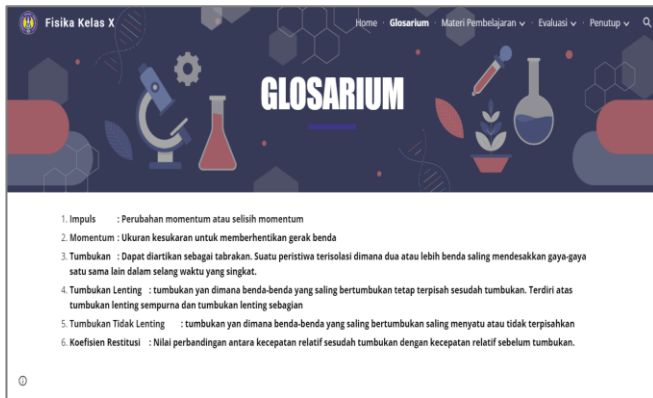 Fisika Kelas X
Home · Glosarium · Materi Pembelajaran · Evaluasi · Penutup
GLOSARIUM
1. Impuls : Perubahan momentum atau selisih momentum
2. Momentum : Ukuran kesukaran untuk memberhentikan gerak benda
3. Tumbukan : Dapat diartikan sebagai tabrakan. Suatu peristiwa terisolasi dimana dua atau lebih benda saling mendesakkan gaya-gaya
satu sama lain dalam selang waktu yang singkat.
4. Tumbukan Lenting : tumbukan yan dimana benda-benda yang saling bertumbukan tetap terpisah sesudah tumbukan. Terdiri atas
tumbukan lenting sempurna dan tumbukan lenting sebagian
5. Tumbukan Tidak Lenting : tumbukan yan dimana benda-benda yang saling bertumbukan saling menyatu atau tidak terpisahkan
6. Koefisien Restitusi : Nilai perbandingan antara kecepatan relatif sesudah tumbukan dengan kecepatan relatif sebelum tumbukan.